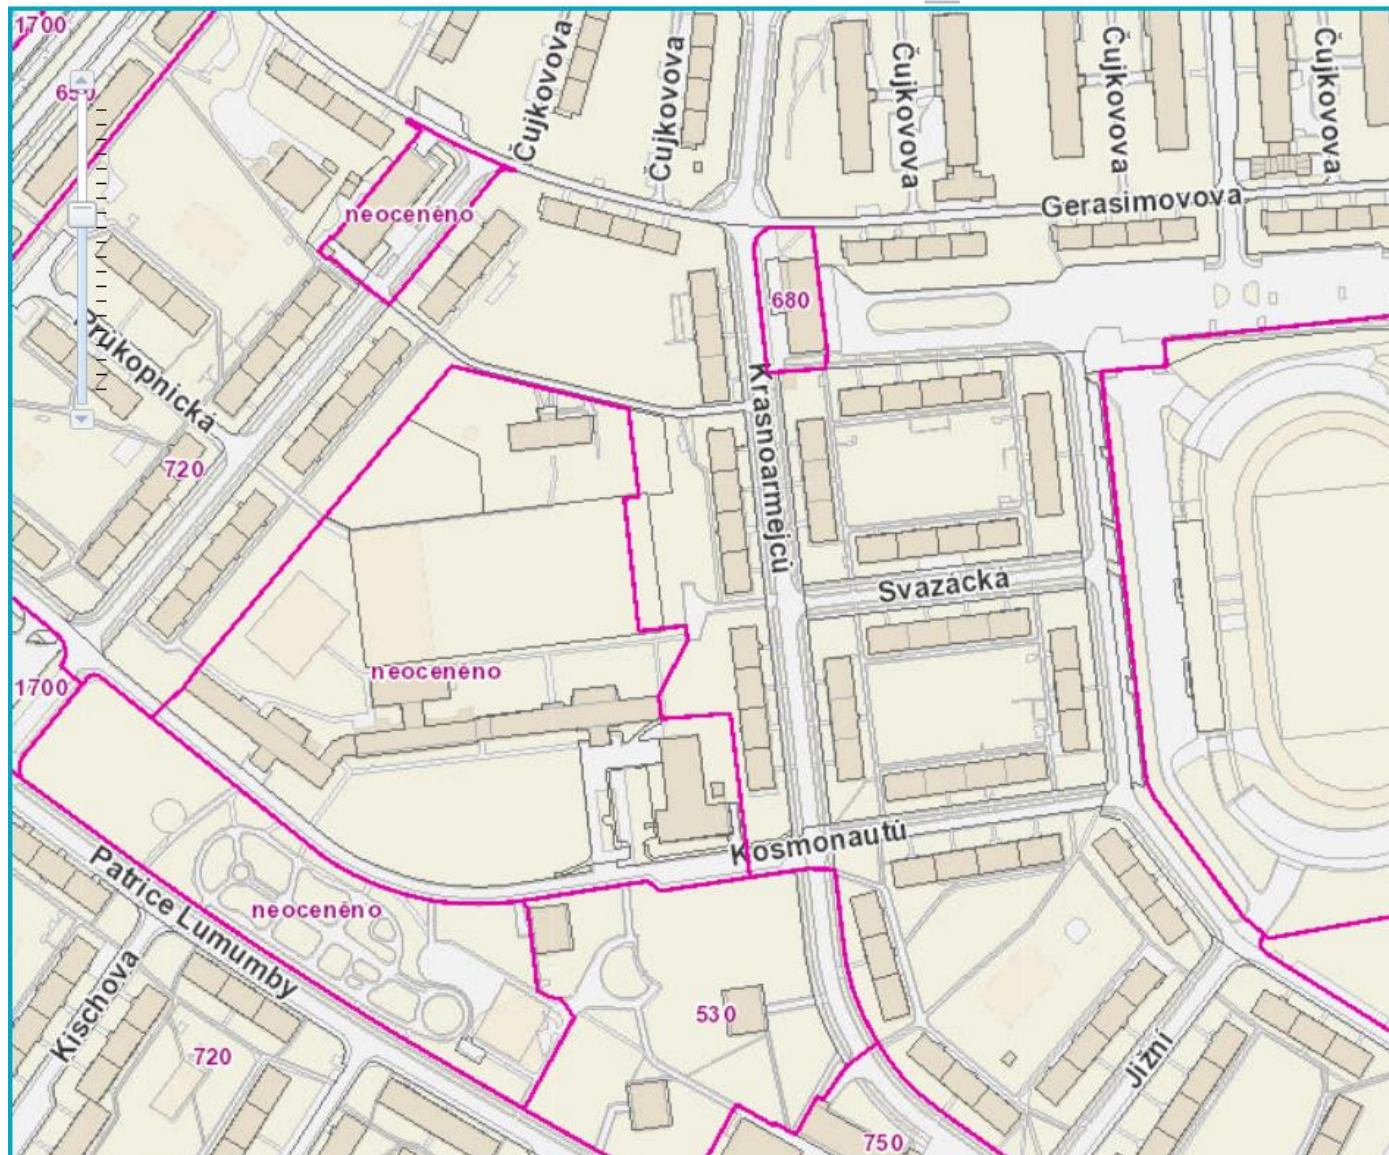 1700
650
Čujkovova
Čujkovova
Čujkovova
Čujkovova
Čujkovova
neoceněno
Gerasimovova
680
Průkopnická
Krasnoarmejců
720
Svazácká
neoceněno
1700
Kosmonautů
Patrice Lumumby
neoceněno
Kischova
530
720
Jižní
750